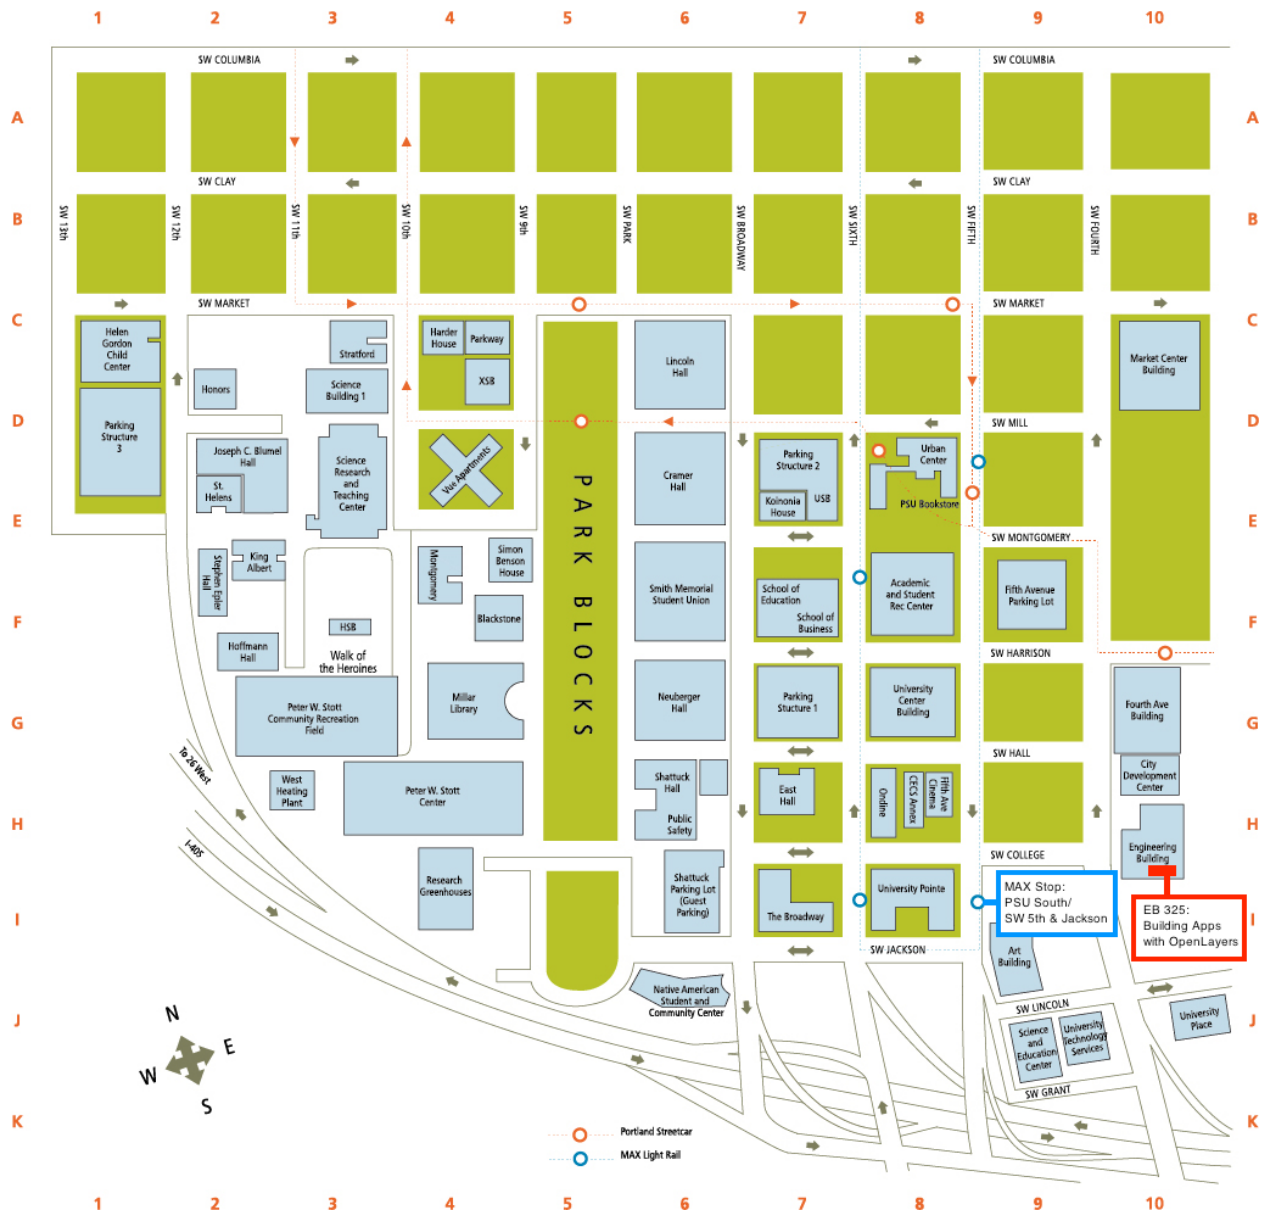 1 2 3 4 5 6 7 8 9 10
SW COLUMBIA
SW COLUMBIA
A
A
SW CLAY
SW CLAY
B
B
SW 13th
SW 12th
SW 11th
SW 10th
SW 9th
SW PARK
SW BROADWAY
SW SIXTH
SW FIFTH
SW FOURTH
SW MARKET
SW MARKET
C
C
Helen
Gordon
Child
Center
Stratford
Harder
House
Parkway
XSB
Lincoln
Hall
Market Center
Building
Honors
Science
Building 1
D
D
SW MILL
Parking
Structure
3
Joseph C. Blumel
Hall
St.
Helens
Science
Research
and
Teaching
Center
Vue Apartments
PARK BLOCKS
Cramer
Hall
Parking
Structure 2
Koinonia
House
USB
Urban
Center
PSU Bookstore
E
E
SW MONTGOMERY
Stephen Epler
Hall
King
Albert
Montgomery
Simon
Benson
House
Blackstone
Smith Memorial
Student Union
School of
Education
School of
Business
Academic
and Student
Rec Center
Fifth Avenue
Parking Lot
F
F
Hoffmann
Hall
HSB
Walk of
the Heroines
SW HARRISON
Peter W. Stott
Community Recreation
Field
Millar
Library
Neuberger
Hall
Parking
Stucture 1
University
Center
Building
Fourth Ave
Building
G
G
SW HALL
To 26 West
West
Heating
Plant
Peter W. Stott
Center
Shattuck
Hall
Public
Safety
East
Hall
Ondine
CECS Annex
Fifth Ave
Cinema
City
Development
Center
H
H
I-405
Engineering
Building
SW COLLEGE
Research
Greenhouses
Shattuck
Parking Lot
(Guest
Parking)
The Broadway
University Pointe
MAX Stop:
PSU South/
SW 5th & Jackson
EB 325:
Building Apps
with OpenLayers
I
I
SW JACKSON
Art
Building
Native American
Student and
Community Center
SW LINCOLN
University
Place
J
J
Science
and
Education
Center
University
Technology
Services
N
E
W
S
SW GRANT
K
K
Portland Streetcar
MAX Light Rail
1 2 3 4 5 6 7 8 9 10